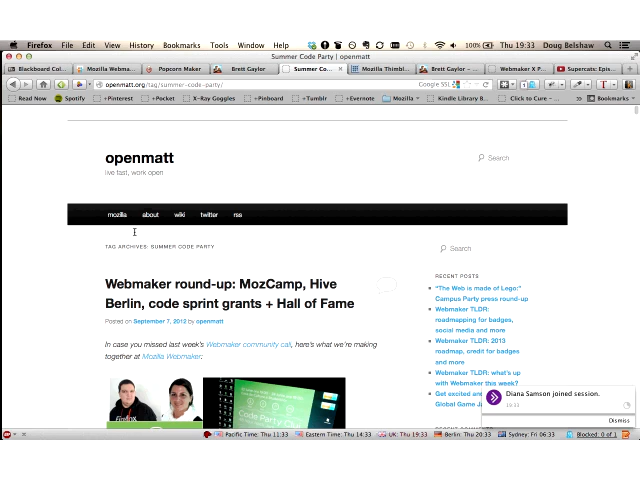 Firefox File Edit View History Bookmarks Tools Window Help 100% Thu 19:33 Doug Belshaw
Summer Code Party | openmatt
Blackboard Col... Mozilla Webma... Popcorn Maker Brett Gaylor Summer Co... Mozilla Thimbl... Brett Gaylor ... Webmaker X P... Supercats: Epis...
openmatt.org/tag/summer-code-party/ Google SSL
Read Now Spotify +Pinterest +Pocket X-Ray Goggles +Pinboard +Tumblr +Evernote Mozilla Kindle Library B... Click to Cure - ... Bookmarks
openmatt
live fast, work open
Search
mozilla about wiki twitter rss
TAG ARCHIVES: SUMMER CODE PARTY
Search
Webmaker round-up: MozCamp, Hive
Berlin, code sprint grants + Hall of Fame
Posted on September 7, 2012 by openmatt
In case you missed last week's Webmaker community call, here's what we're making
together at Mozilla Webmaker:
Firefox
Code Party
RECENT POSTS
"The Web is made of Lego:"
Campus Party press round-up
Webmaker TLDR:
roadmapping for badges,
social media and more
Webmaker TLDR: 2013
roadmap, credit for badges
and more
Webmaker TLDR: what's up
with Webmaker this week?
Get excited an
Global Game Ja
Diana Samson joined session.
19:33
Dismiss
Pacific Time: Thu 11:33 Eastern Time: Thu 14:33 UK: Thu 19:33 Berlin: Thu 20:33 Sydney: Fri 06:33 Blocked: 0 of 1